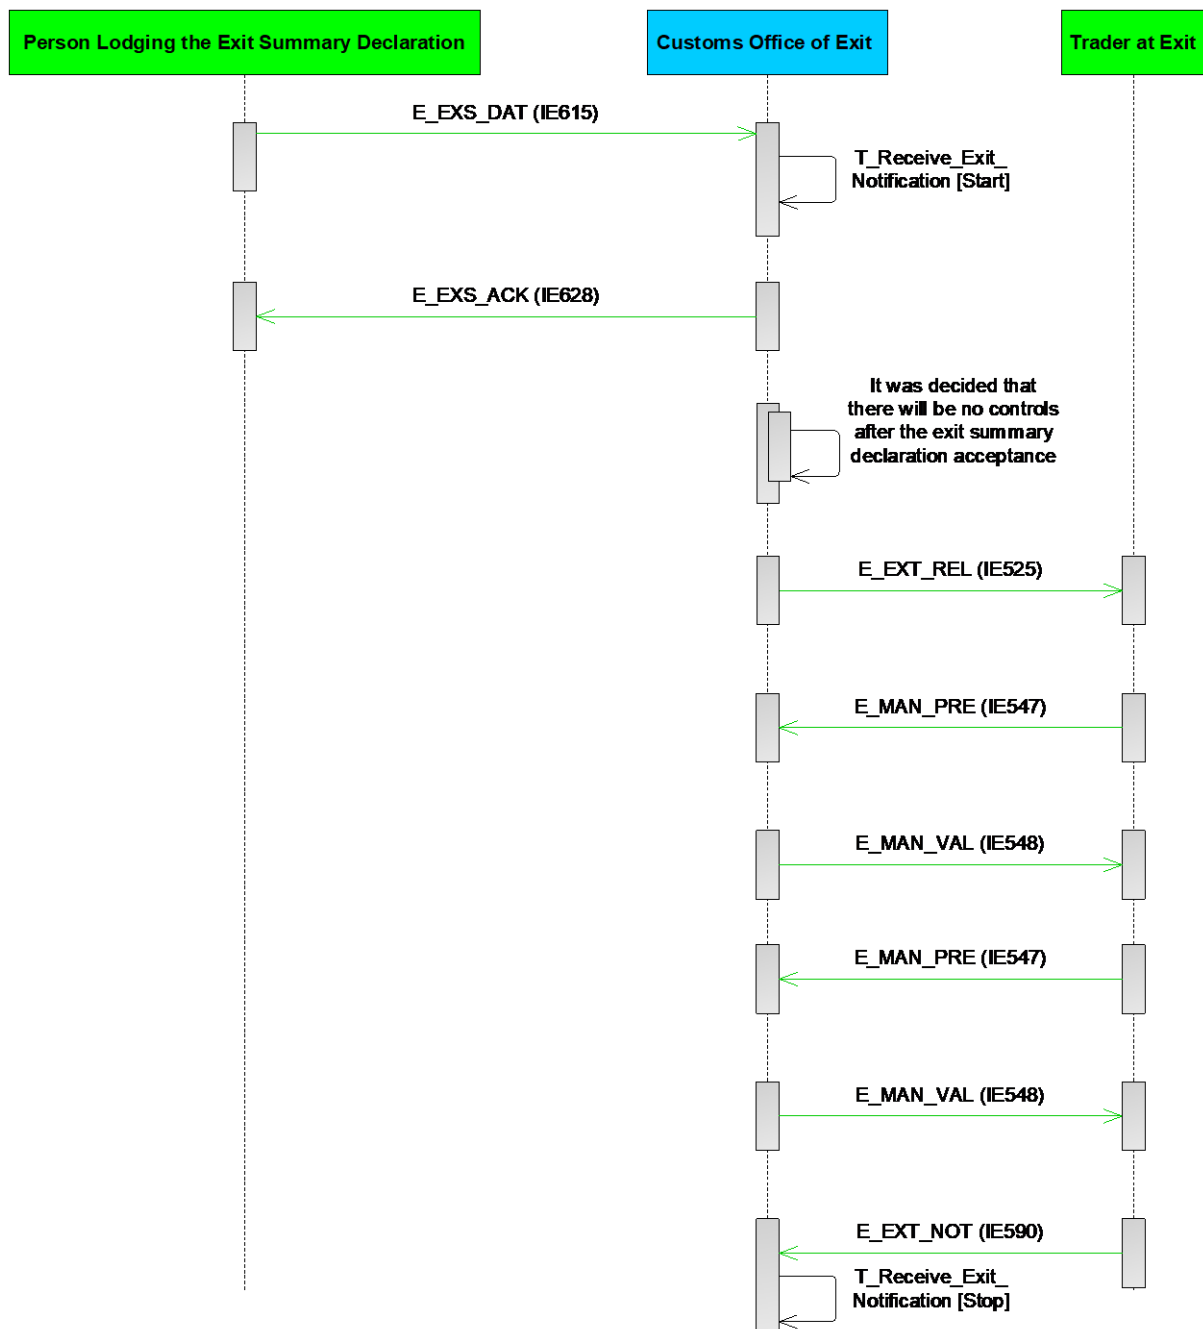 Person Lodging the Exit Summary Declaration
Customs Office of Exit
Trader at Exit
E_EXS_DAT (IE615)
T_Receive_Exit_
Notification [Start]
E_EXS_ACK (IE628)
It was decided that
there will be no controls
after the exit summary
declaration acceptance
E_EXT_REL (IE525)
E_MAN_PRE (IE547)
E_MAN_VAL (IE548)
E_MAN_PRE (IE547)
E_MAN_VAL (IE548)
E_EXT_NOT (IE590)
T_Receive_Exit_
Notification [Stop]